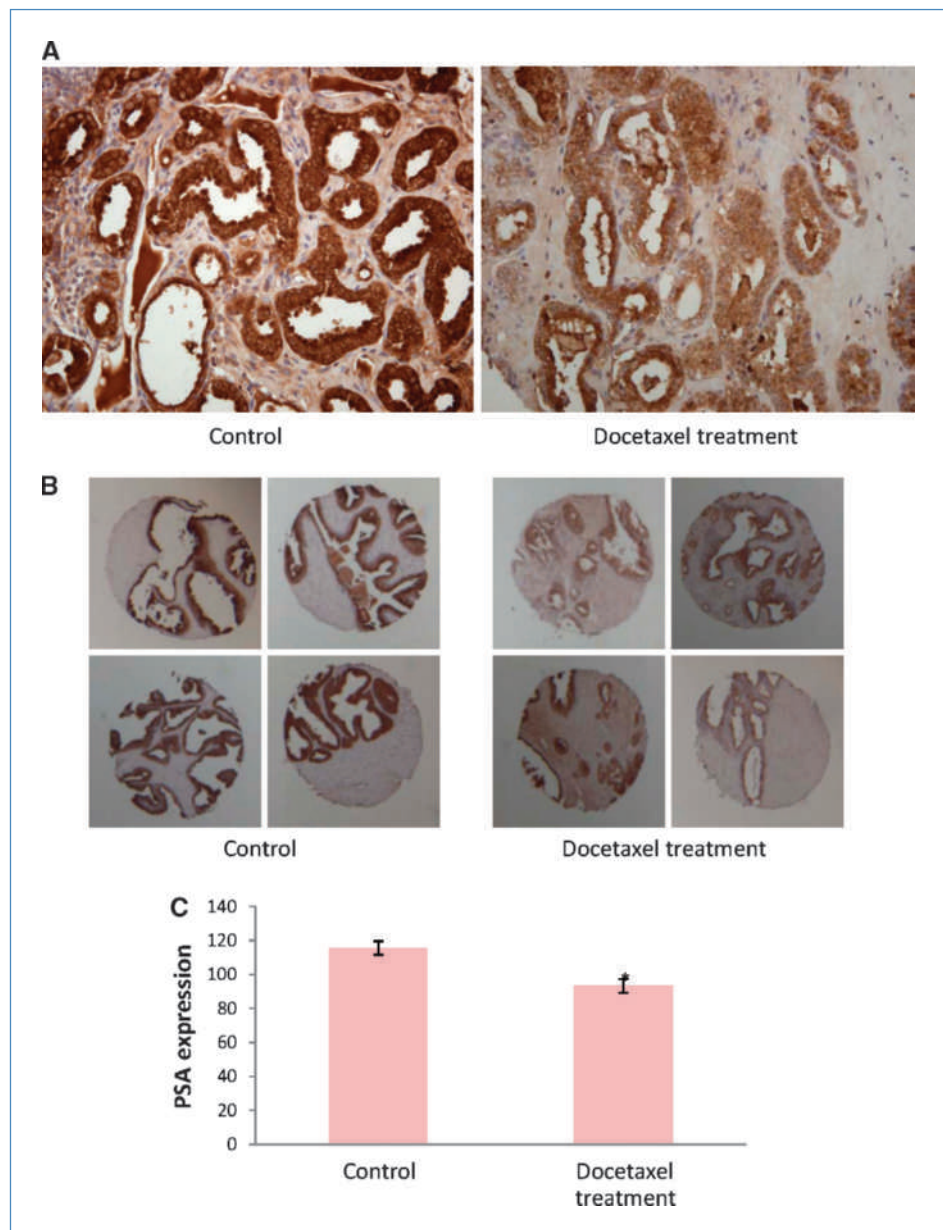 A
Control
Docetaxel treatment
B
Control
Docetaxel treatment
C
140
120
100
80
60
40
20
0
PSA expression
*
Control
Docetaxel
treatment